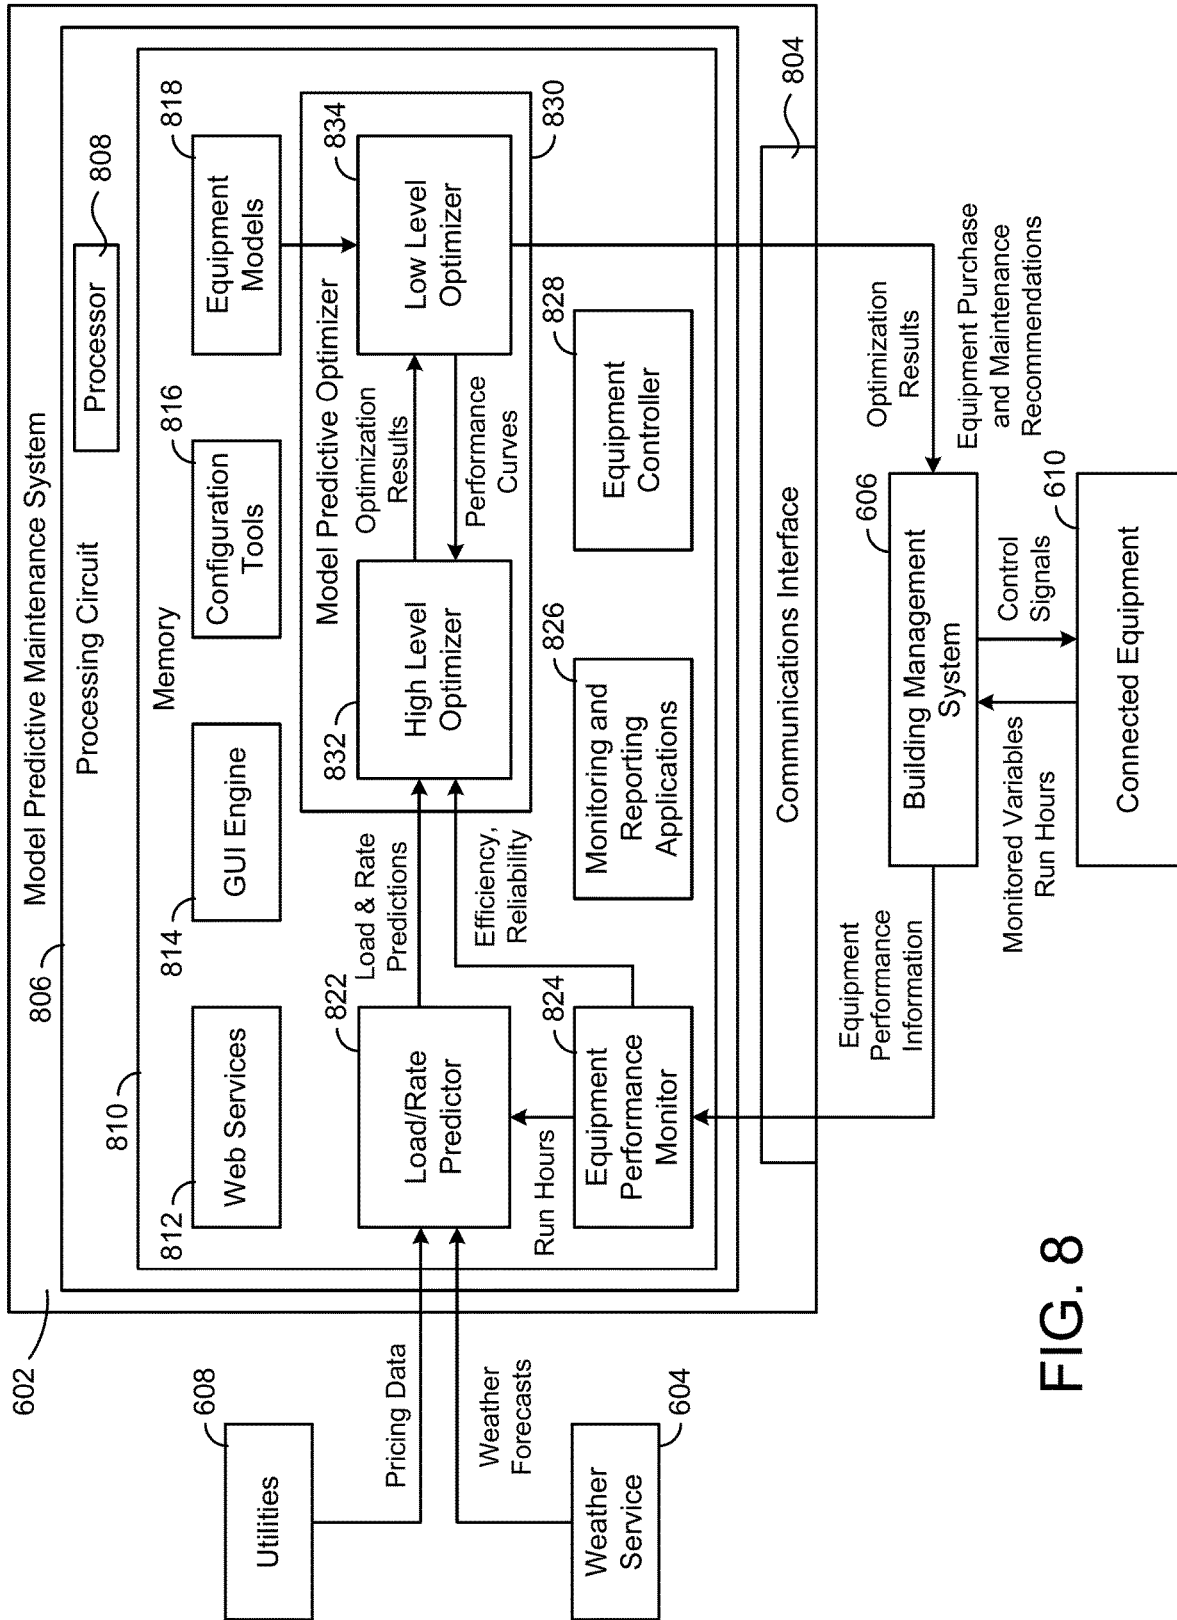 602
806
Model Predictive Maintenance System
810
Processing Circuit
Processor
808
Memory
812
Web Services
814
GUI Engine
816
Configuration
Tools
818
Equipment
Models
608
Utilities
Pricing Data
Weather
Forecasts
604
Weather
Service
822
Load/Rate
Predictor
Load & Rate
Predictions
Run Hours
824
Equipment
Performance
Monitor
Efficiency,
Reliability
Model Predictive Optimizer
830
832
High Level
Optimizer
Optimization
Results
Performance
Curves
834
Low Level
Optimizer
826
Monitoring and
Reporting
Applications
828
Equipment
Controller
Communications Interface
804
Equipment
Performance
Information
606
Building Management
System
Optimization
Results
Equipment Purchase
and Maintenance
Recommendations
Monitored Variables
Run Hours
Control
Signals
610
Connected Equipment
FIG. 8